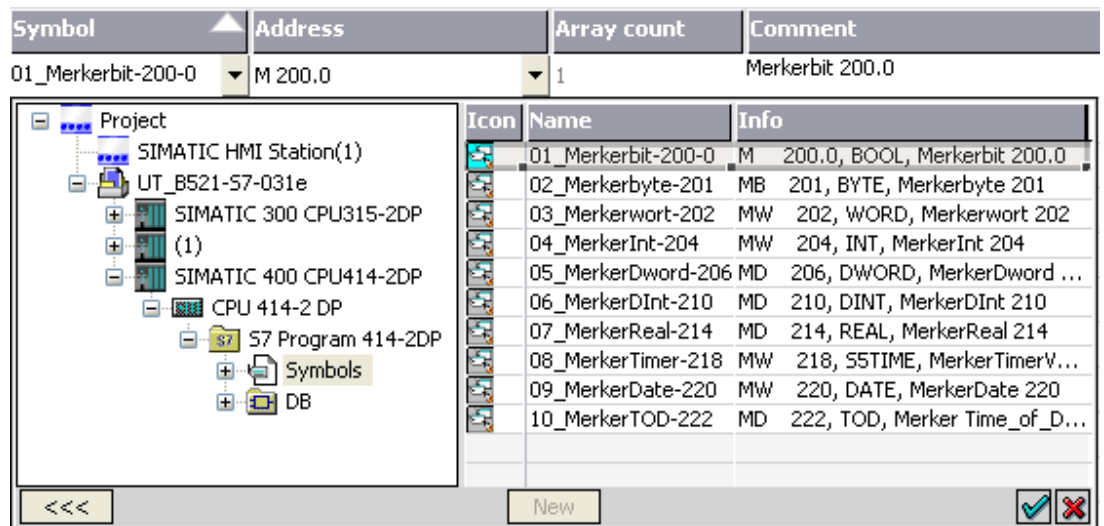 Symbol Address Array count Comment
01_Merkerbit-200-0 M 200.0 1 Merkerbit 200.0
Project
SIMATIC HMI Station(1)
UT_B521-S7-031e
SIMATIC 300 CPU315-2DP
(1)
SIMATIC 400 CPU414-2DP
CPU 414-2 DP
S7 S7 Program 414-2DP
Symbols
DB
Icon Name Info
01_Merkerbit-200-0 M 200.0, BOOL, Merkerbit 200.0
02_Merkerbyte-201 MB 201, BYTE, Merkerbyte 201
03_Merkerwort-202 MW 202, WORD, Merkerwort 202
04_MerkerInt-204 MW 204, INT, MerkerInt 204
05_MerkerDword-206 MD 206, DWORD, MerkerDword ...
06_MerkerDInt-210 MD 210, DINT, MerkerDInt 210
07_MerkerReal-214 MD 214, REAL, MerkerReal 214
08_MerkerTimer-218 MW 218, S5TIME, MerkerTimerV...
09_MerkerDate-220 MW 220, DATE, MerkerDate 220
10_MerkerTOD-222 MD 222, TOD, Merker Time_of_D...
<<< New